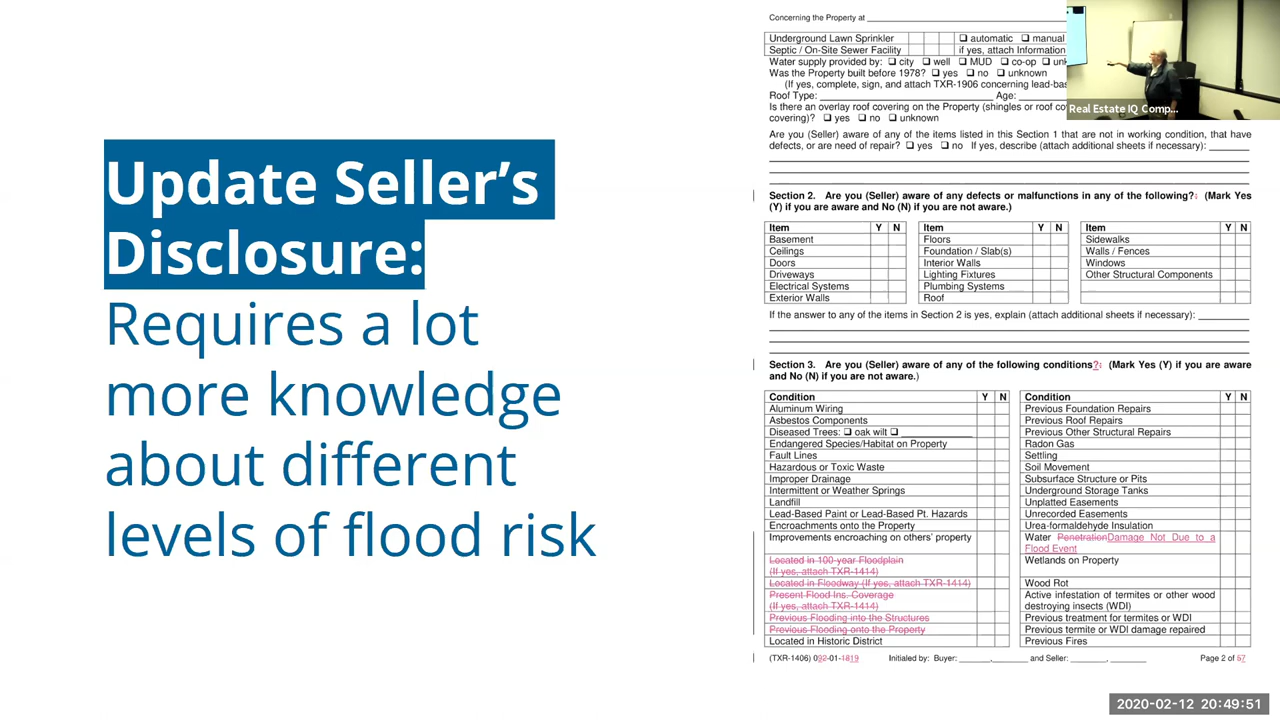 Update Seller’s
Disclosure:
Requires a lot
more knowledge
about different
levels of flood risk
Concerning the Property at
Underground Lawn Sprinkler ❑ automatic ❑ manual
Septic / On-Site Sewer Facility if yes, attach Information
Water supply provided by: ❑ city ❑ well ❑ MUD ❑ co-op ❑
Was the Property built before 1978? ❑ yes ❑ no ❑ unknown
(If yes, complete, sign, and attach TXR-1906 concerning
Roof Type: Age:
Is there an overlay roof covering on the Property (shingles or roof
covering)? ❑ yes ❑ no ❑ unknown
Are you (Seller) aware of any of the items listed in this Section 1 that are not in working condition, that have
defects, or are need of repair? ❑ yes ❑ no If yes, describe (attach additional sheets if necessary):
Section 2. Are you (Seller) aware of any defects or malfunctions in any of the following?: (Mark Yes
(Y) if you are aware and No (N) if you are not aware.)
Item Y N Item Y N Item Y N
Basement Floors Sidewalks
Ceilings Foundation / Slab(s) Walls / Fences
Doors Interior Walls Windows
Driveways Lighting Fixtures Other Structural Components
Electrical Systems Plumbing Systems
Exterior Walls Roof
If the answer to any of the items in Section 2 is yes, explain (attach additional sheets if necessary):
Section 3. Are you (Seller) aware of any of the following conditions?: (Mark Yes (Y) if you are aware
and No (N) if you are not aware.)
Condition Y N
Aluminum Wiring
Asbestos Components
Diseased Trees: ❑ oak wilt ❑
Endangered Species/Habitat on Property
Fault Lines
Hazardous or Toxic Waste
Improper Drainage
Intermittent or Weather Springs
Landfill
Lead-Based Paint or Lead-Based Pt. Hazards
Encroachments onto the Property
Improvements encroaching on others' property
Located in 100-year Floodplain
(If yes, attach TXR-1414)
Located in Floodway (If yes, attach TXR-1414)
Present Flood Ins. Coverage
(If yes, attach TXR-1414)
Previous Flooding into the Structures
Previous Flooding onto the Property
Located in Historic District
Condition Y N
Previous Foundation Repairs
Previous Roof Repairs
Previous Other Structural Repairs
Radon Gas
Settling
Soil Movement
Subsurface Structure or Pits
Underground Storage Tanks
Unplatted Easements
Unrecorded Easements
Urea-formaldehyde Insulation
Water PenetrationDamage Not Due to a
Flood Event
Wetlands on Property
Wood Rot
Active infestation of termites or other wood
destroying insects (WDI)
Previous treatment for termites or WDI
Previous termite or WDI damage repaired
Previous Fires
(TXR-1406) 092-01-1819 Initialed by: Buyer: , and Seller: , Page 2 of 57
Real Estate IQ Comp...
2020-02-12 20:49:51